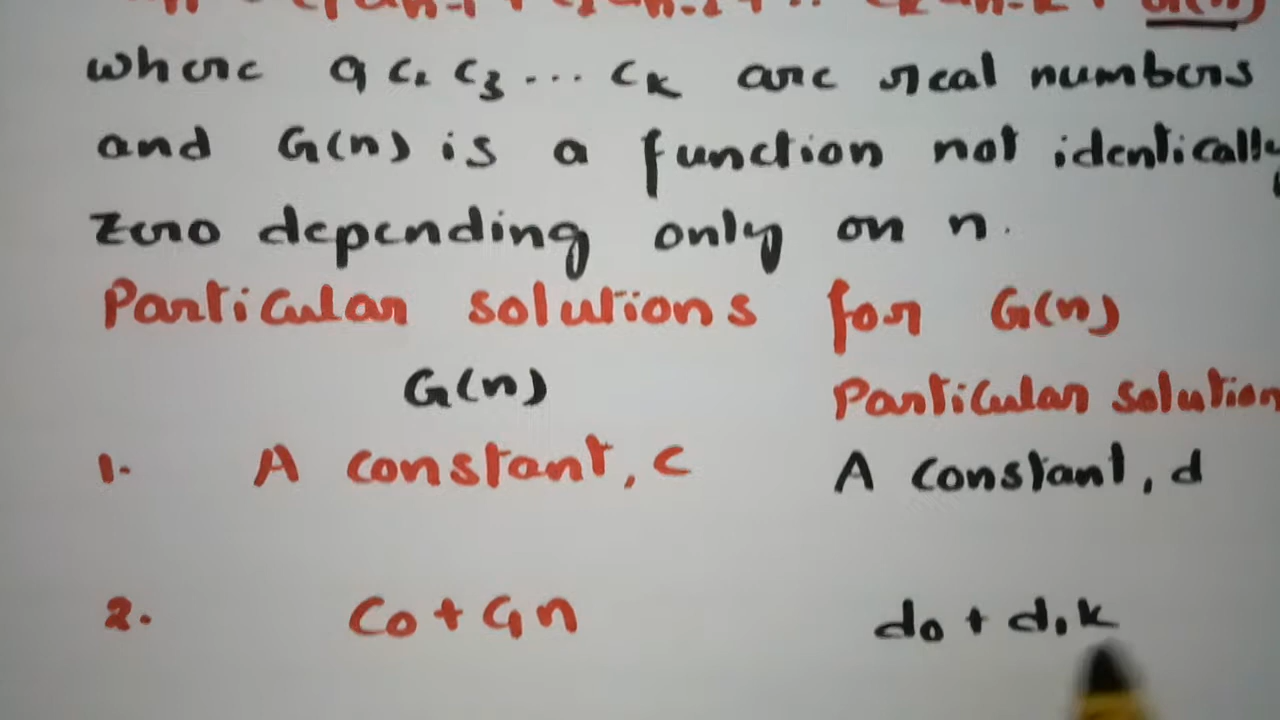 where C1 C2 C3 ... Ck are real numbers
and G(n) is a function not identically
zero depending only on n.
Particular solutions for G(n)
G(n) Particular solution
1. A constant, c A constant, d
2. C0 + C1n d0 + d1k